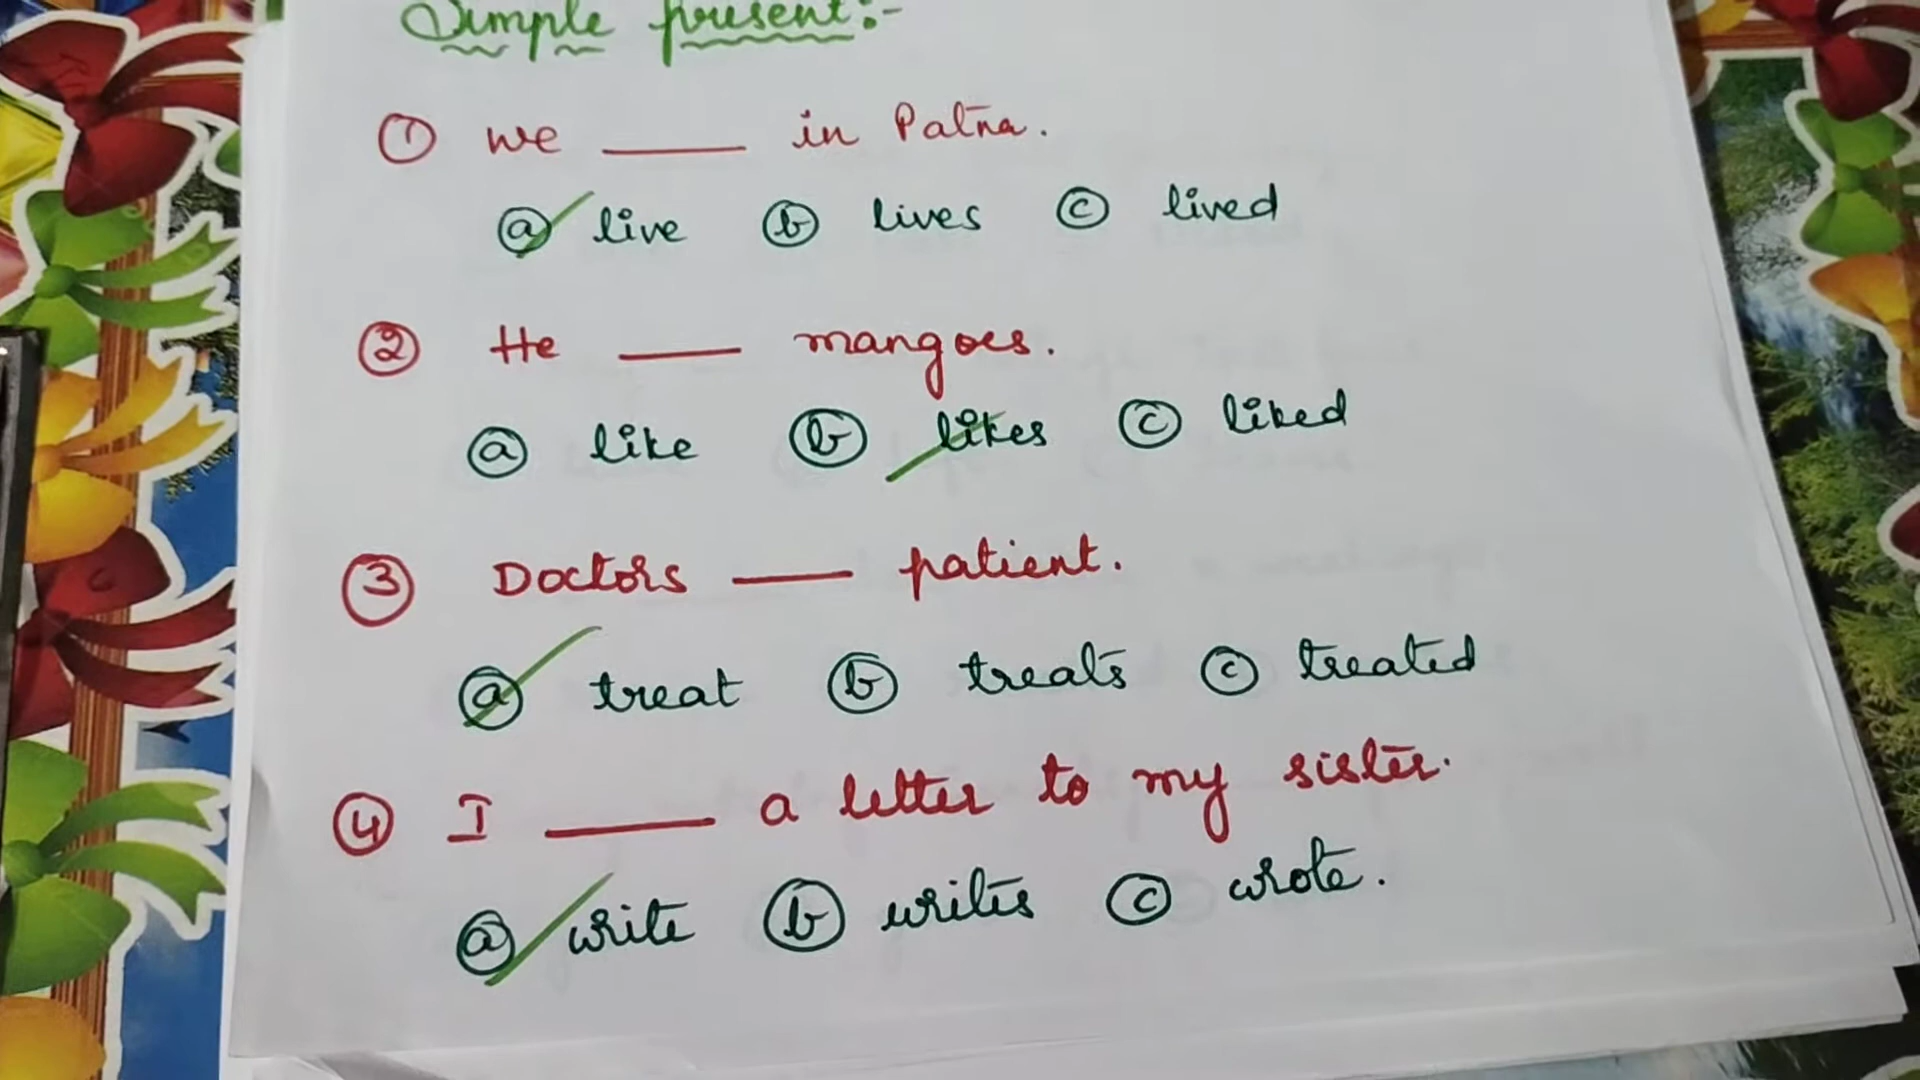 Simple present:-
① We ____ in Patna.
ⓐ live ⓑ lives ⓒ lived
② He ____ mangoes.
ⓐ like ⓑ likes ⓒ liked
③ Doctors ____ patient.
ⓐ treat ⓑ treats ⓒ treated
④ I ____ a letter to my sister.
ⓐ write ⓑ writes ⓒ wrote.